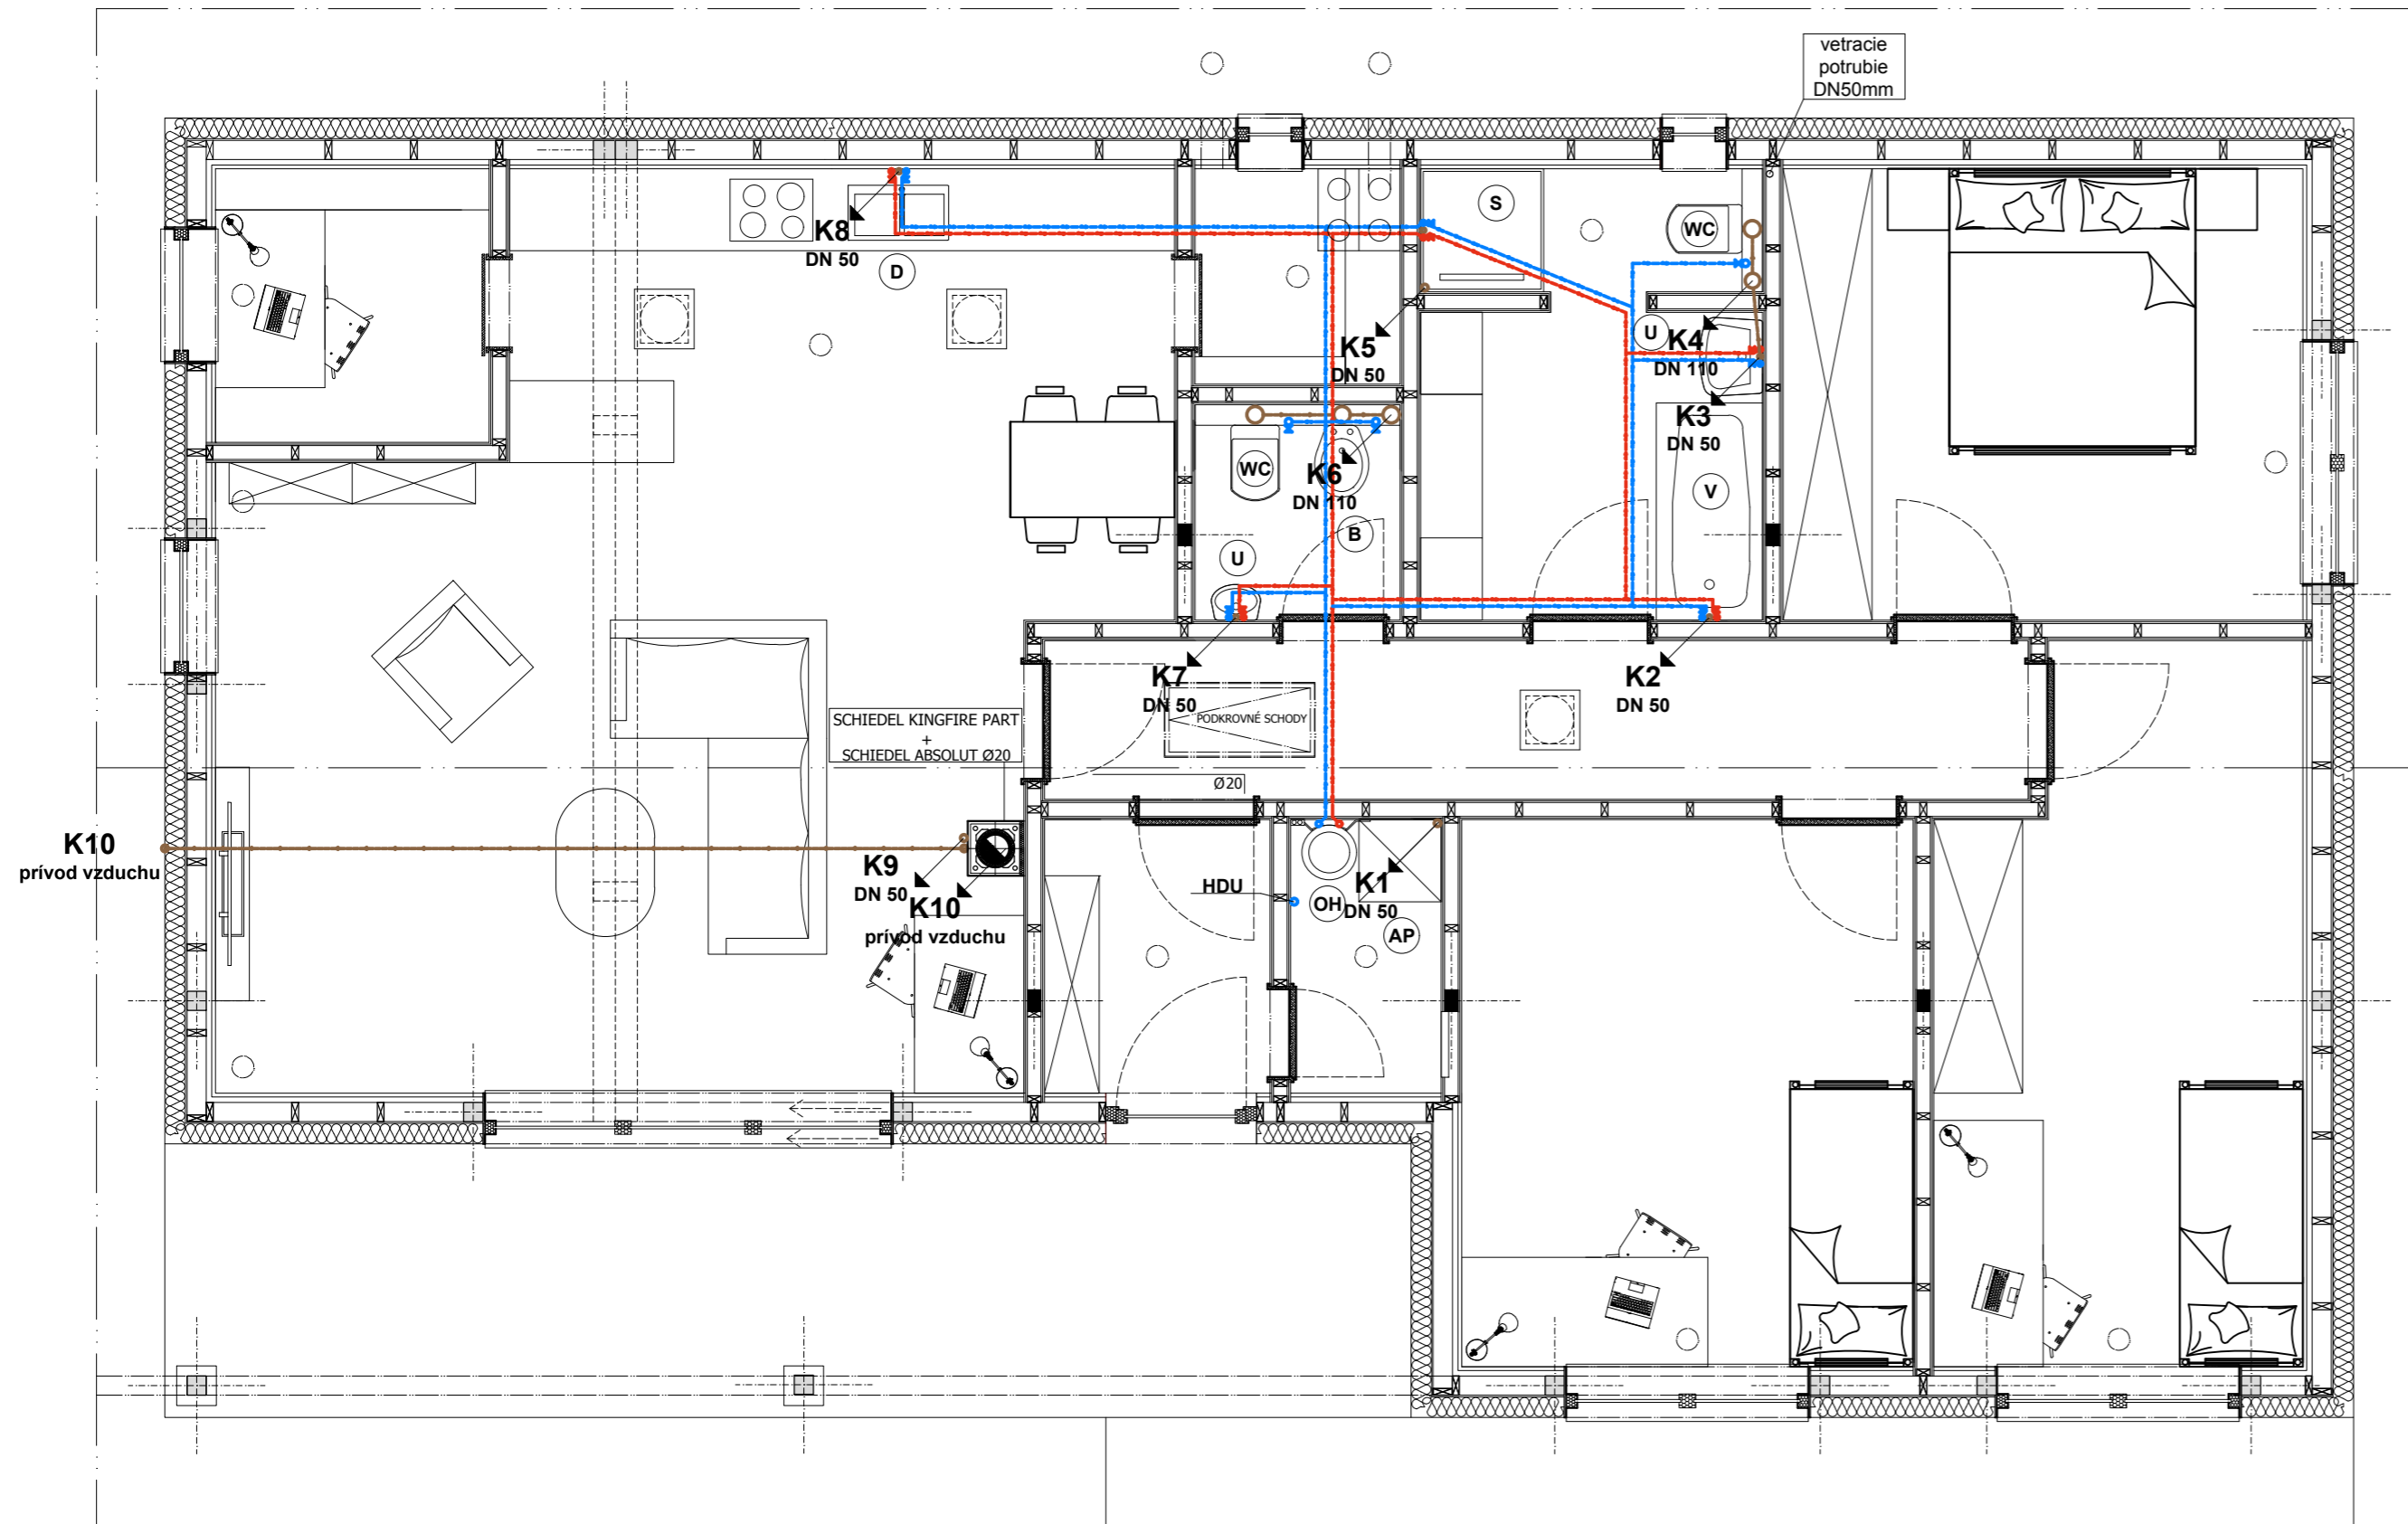 vetracie
potrubie
DN50mm
S
WC
K8
DN 50
D
U
K4
DN 110
K5
DN 50
K3
DN 50
WC
K6
DN 110
V
B
U
K7
DN 50
K2
DN 50
SCHIEDEL KINGFIRE PART
+
SCHIEDEL ABSOLUT Ø20
PODKROVNÉ SCHODY
Ø20
K10
prívod vzduchu
K9
DN 50
K10
prívod vzduchu
HDU
OH
K1
DN 50
AP